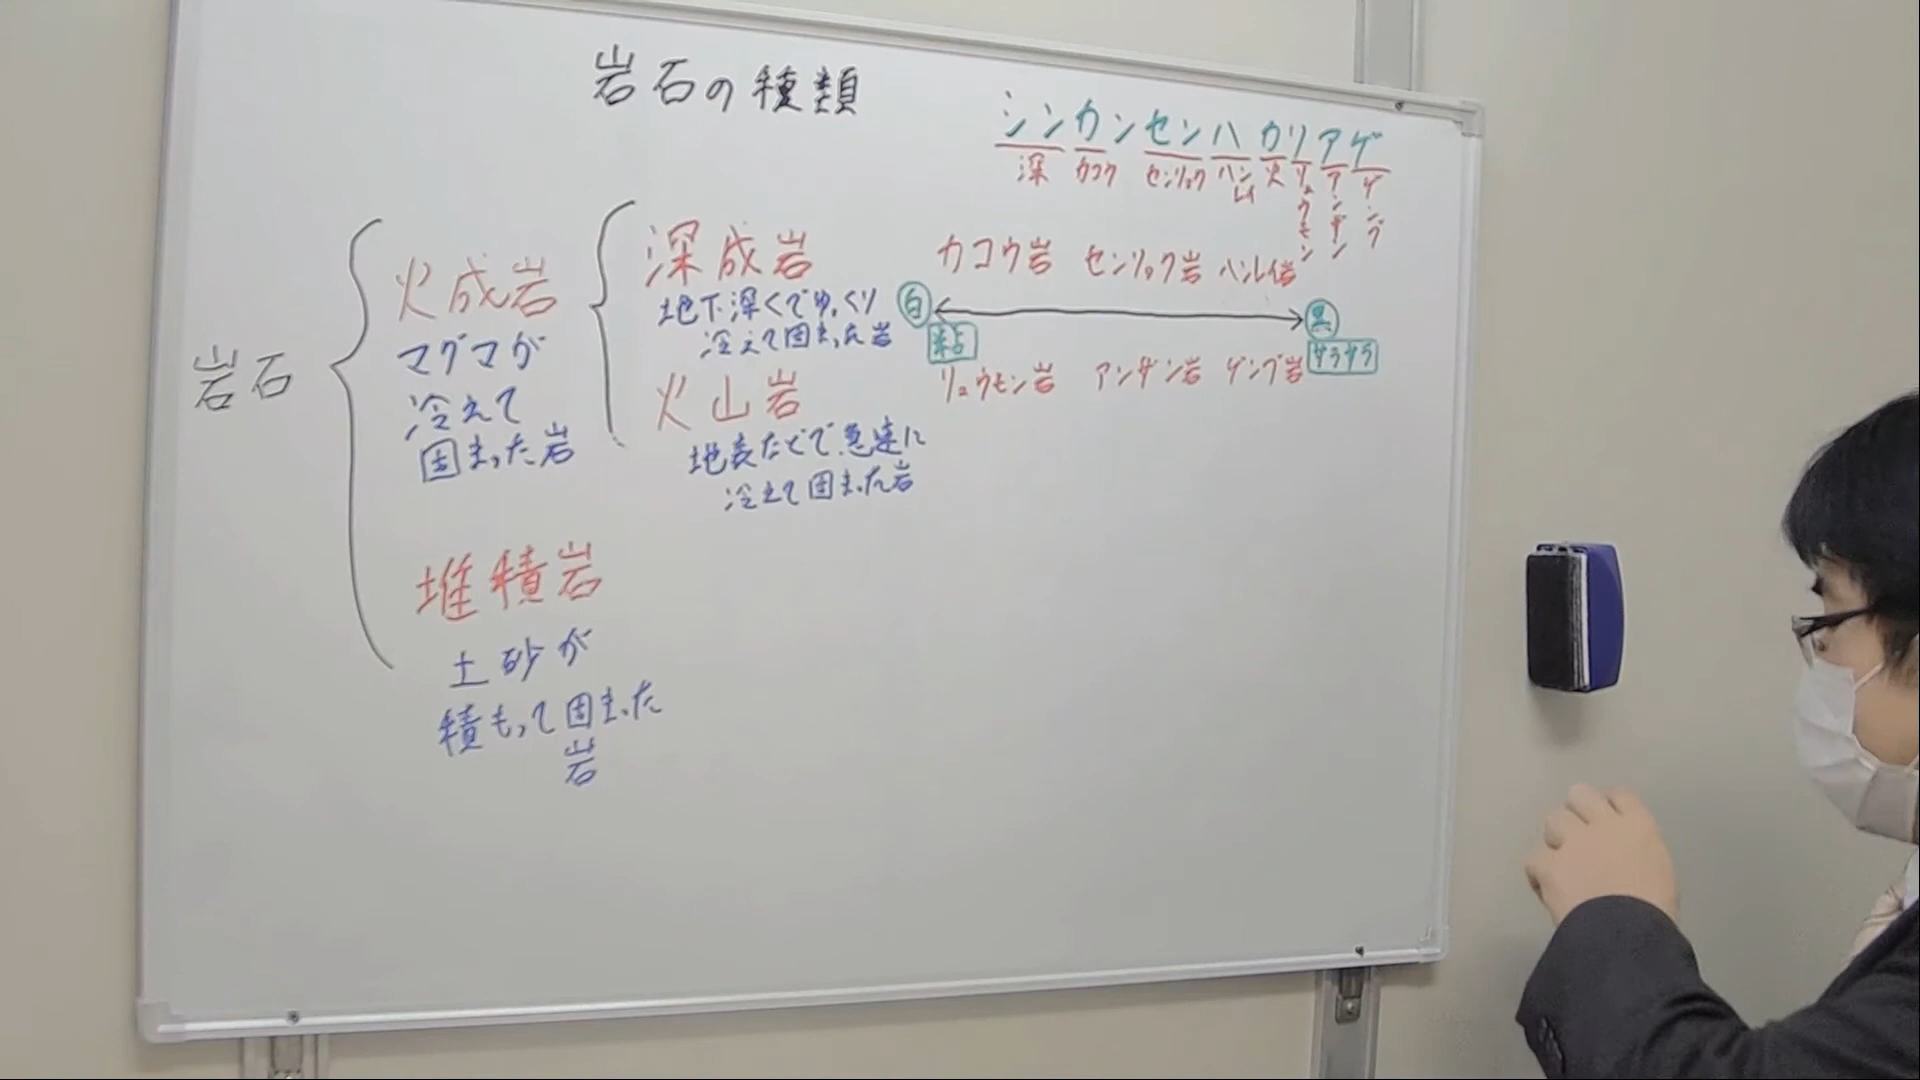 岩石の種類
シンカンセンハカリアゲ
深 カコウ センリョク ハンレイ 火 リュウモン アンザン ゲンブ
岩石
火成岩
マグマが
冷えて
固まった岩
深成岩
地下深くでゆっくり
冷えて固まった岩
火山岩
地表などで急速に
冷えて固まった岩
カコウ岩 センリョク岩 ハンレイ岩
白 黒
粘 サラサラ
リュウモン岩 アンザン岩 ゲンブ岩
堆積岩
土砂が
積もって固まった
岩